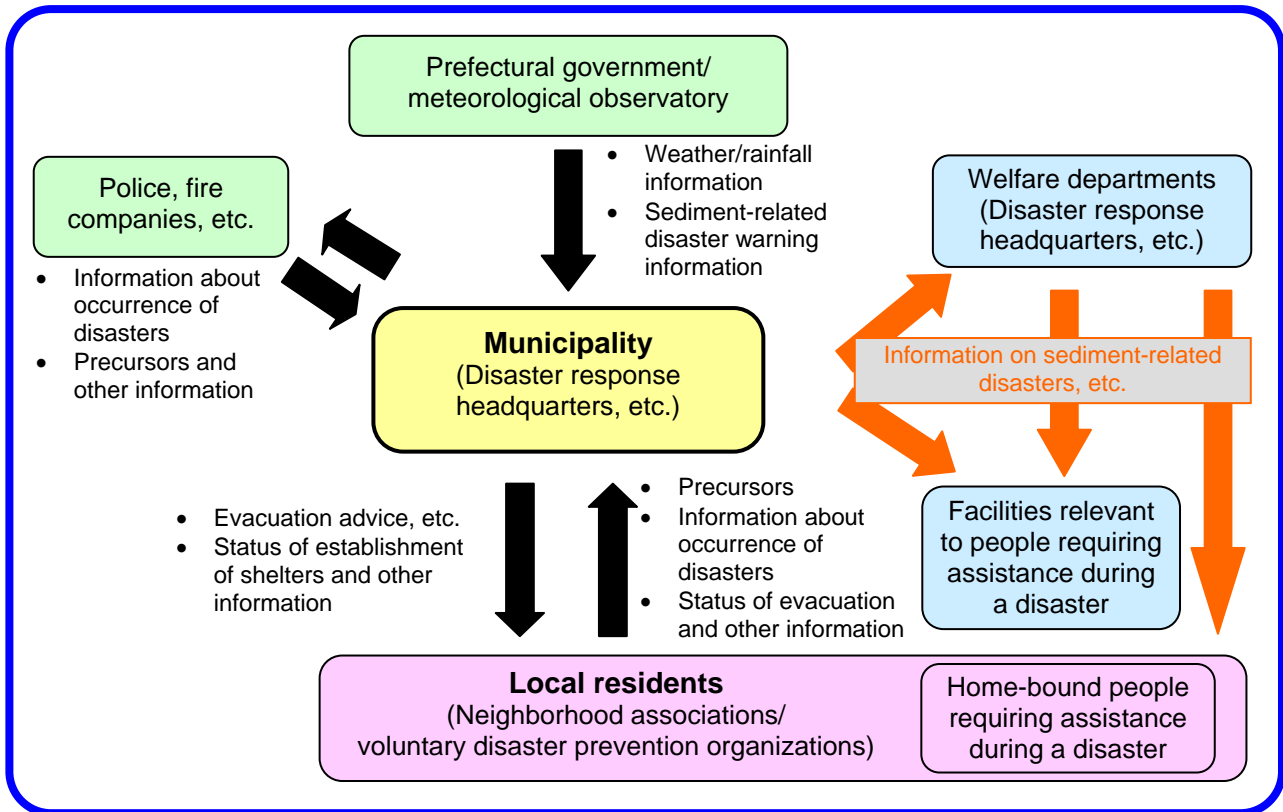 Prefectural government/
meteorological observatory
• Weather/rainfall
information
• Sediment-related
disaster warning
information
Police, fire
companies, etc.
• Information about
occurrence of
disasters
• Precursors and
other information
Welfare departments
(Disaster response
headquarters, etc.)
Municipality
(Disaster response
headquarters, etc.)
Information on sediment-related
disasters, etc.
• Evacuation advice, etc.
• Status of establishment
of shelters and other
information
• Precursors
• Information about
occurrence of
disasters
• Status of evacuation
and other information
Facilities relevant
to people requiring
assistance during
a disaster
Local residents
(Neighborhood associations/
voluntary disaster prevention organizations)
Home-bound people
requiring assistance
during a disaster